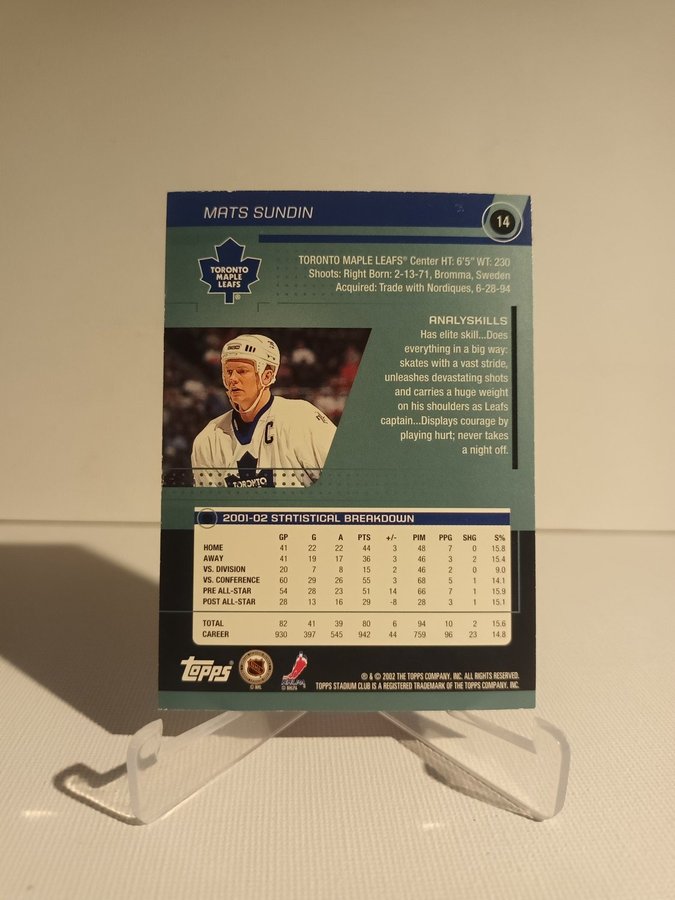 MATS SUNDIN
14
TORONTO
MAPLE
LEAFS
TORONTO MAPLE LEAFS® Center HT: 6'5" WT: 230
Shoots: Right Born: 2-13-71, Bromma, Sweden
Acquired: Trade with Nordiques, 6-28-94
ANALYSKILLS
Has elite skill...Does
everything in a big way:
skates with a vast stride,
unleashes devastating shots
and carries a huge weight
on his shoulders as Leafs
captain...Displays courage by
playing hurt; never takes
a night off.
C
TORONTO
2001-02 STATISTICAL BREAKDOWN
GP G A PTS +/- PIM PPG SHG S%
HOME 41 22 22 44 3 48 7 0 15.8
AWAY 41 19 17 36 3 46 3 2 15.4
VS. DIVISION 20 7 8 15 2 46 2 0 9.0
VS. CONFERENCE 60 29 26 55 3 68 5 1 14.1
PRE ALL-STAR 54 28 23 51 14 66 7 1 15.9
POST ALL-STAR 28 13 16 29 -8 28 3 1 15.1
TOTAL 82 41 39 80 6 94 10 2 15.6
CAREER 930 397 545 942 44 759 96 23 14.8
Topps
NHL
© NHL
NHLPA
© NHLPA
® & © 2002 THE TOPPS COMPANY, INC. ALL RIGHTS RESERVED.
TOPPS STADIUM CLUB IS A REGISTERED TRADEMARK OF THE TOPPS COMPANY, INC.